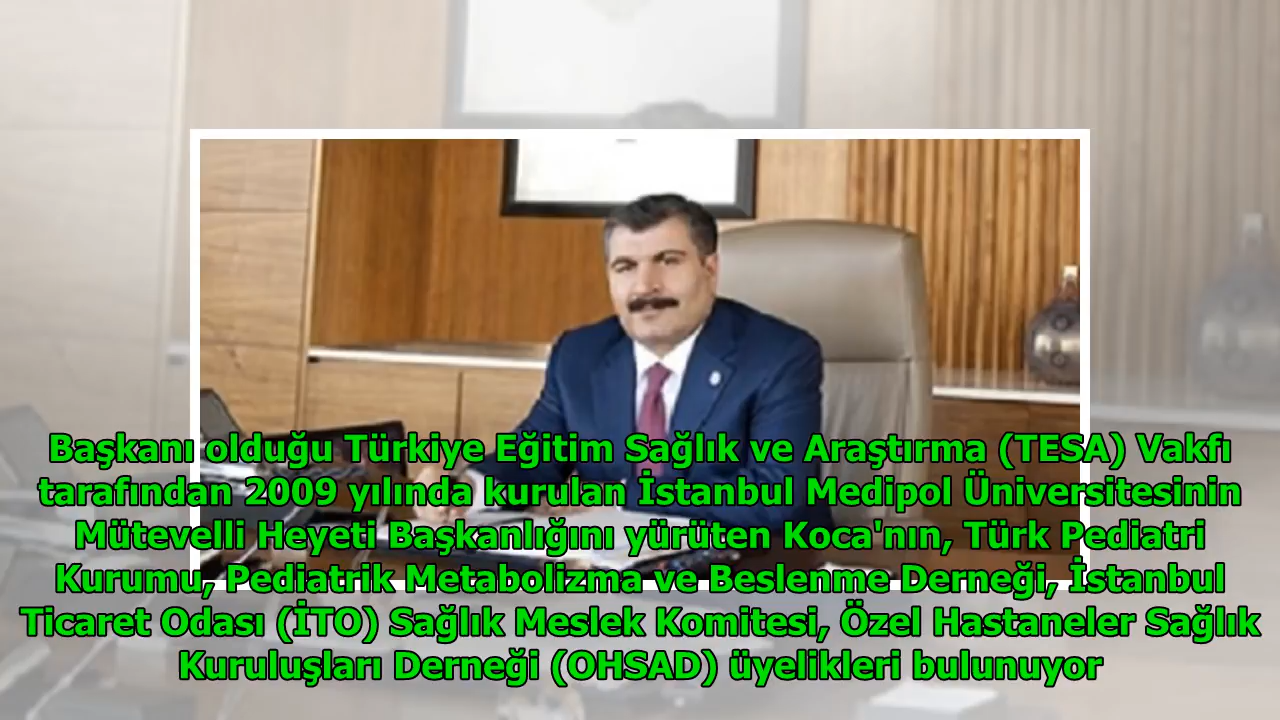 Başkanı olduğu Türkiye Eğitim Sağlık ve Araştırma (TESA) Vakfı
tarafından 2009 yılında kurulan İstanbul Medipol Üniversitesinin
Mütevelli Heyeti Başkanlığını yürüten Koca'nın, Türk Pediatri
Kurumu, Pediatrik Metabolizma ve Beslenme Derneği, İstanbul
Ticaret Odası (İTO) Sağlık Meslek Komitesi, Özel Hastaneler Sağlık
Kuruluşları Derneği (OHSAD) üyelikleri bulunuyor